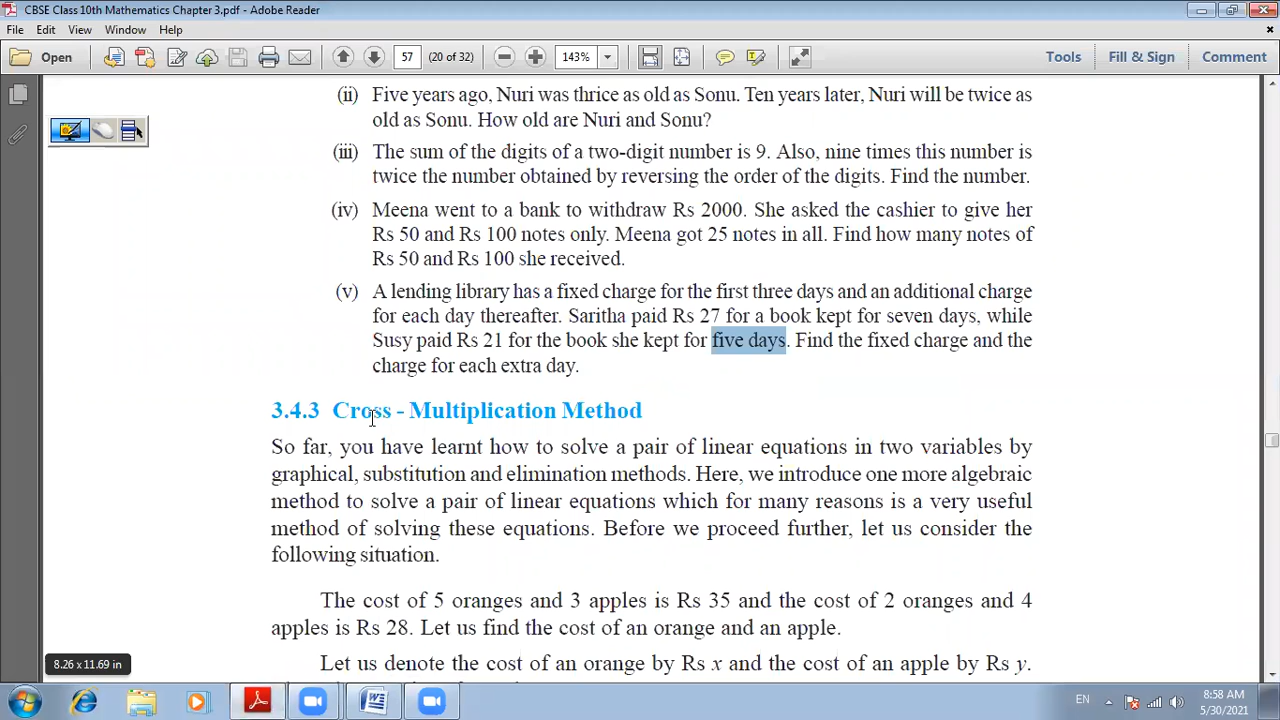 CBSE Class 10th Mathematics Chapter 3.pdf - Adobe Reader
File Edit View Window Help
Open 57 (20 of 32) 143% Tools Fill & Sign Comment
(ii) Five years ago, Nuri was thrice as old as Sonu. Ten years later, Nuri will be twice as
old as Sonu. How old are Nuri and Sonu?
(iii) The sum of the digits of a two-digit number is 9. Also, nine times this number is
twice the number obtained by reversing the order of the digits. Find the number.
(iv) Meena went to a bank to withdraw Rs 2000. She asked the cashier to give her
Rs 50 and Rs 100 notes only. Meena got 25 notes in all. Find how many notes of
Rs 50 and Rs 100 she received.
(v) A lending library has a fixed charge for the first three days and an additional charge
for each day thereafter. Saritha paid Rs 27 for a book kept for seven days, while
Susy paid Rs 21 for the book she kept for five days. Find the fixed charge and the
charge for each extra day.
3.4.3 Cross - Multiplication Method
So far, you have learnt how to solve a pair of linear equations in two variables by
graphical, substitution and elimination methods. Here, we introduce one more algebraic
method to solve a pair of linear equations which for many reasons is a very useful
method of solving these equations. Before we proceed further, let us consider the
following situation.
The cost of 5 oranges and 3 apples is Rs 35 and the cost of 2 oranges and 4
apples is Rs 28. Let us find the cost of an orange and an apple.
Let us denote the cost of an orange by Rs x and the cost of an apple by Rs y.
8.26 x 11.69 in
EN 8:58 AM
5/30/2021